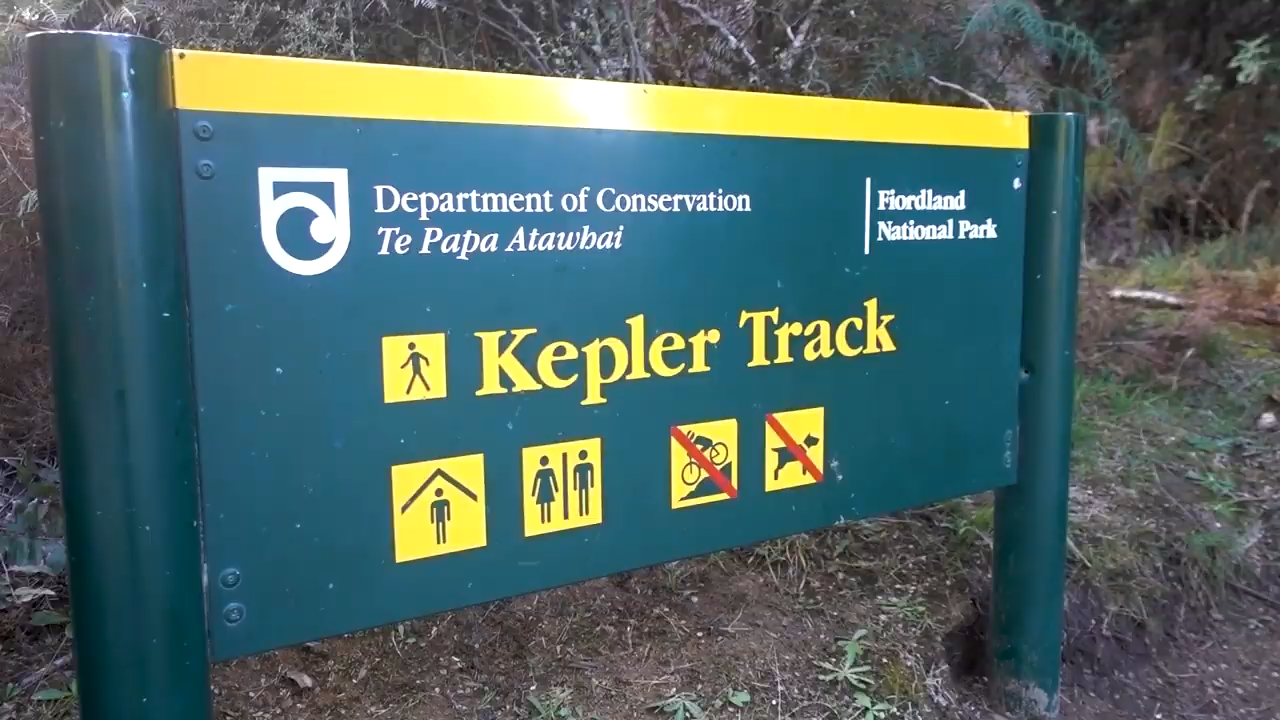 Department of Conservation
Te Papa Atawhai
Fiordland
National Park
Kepler Track